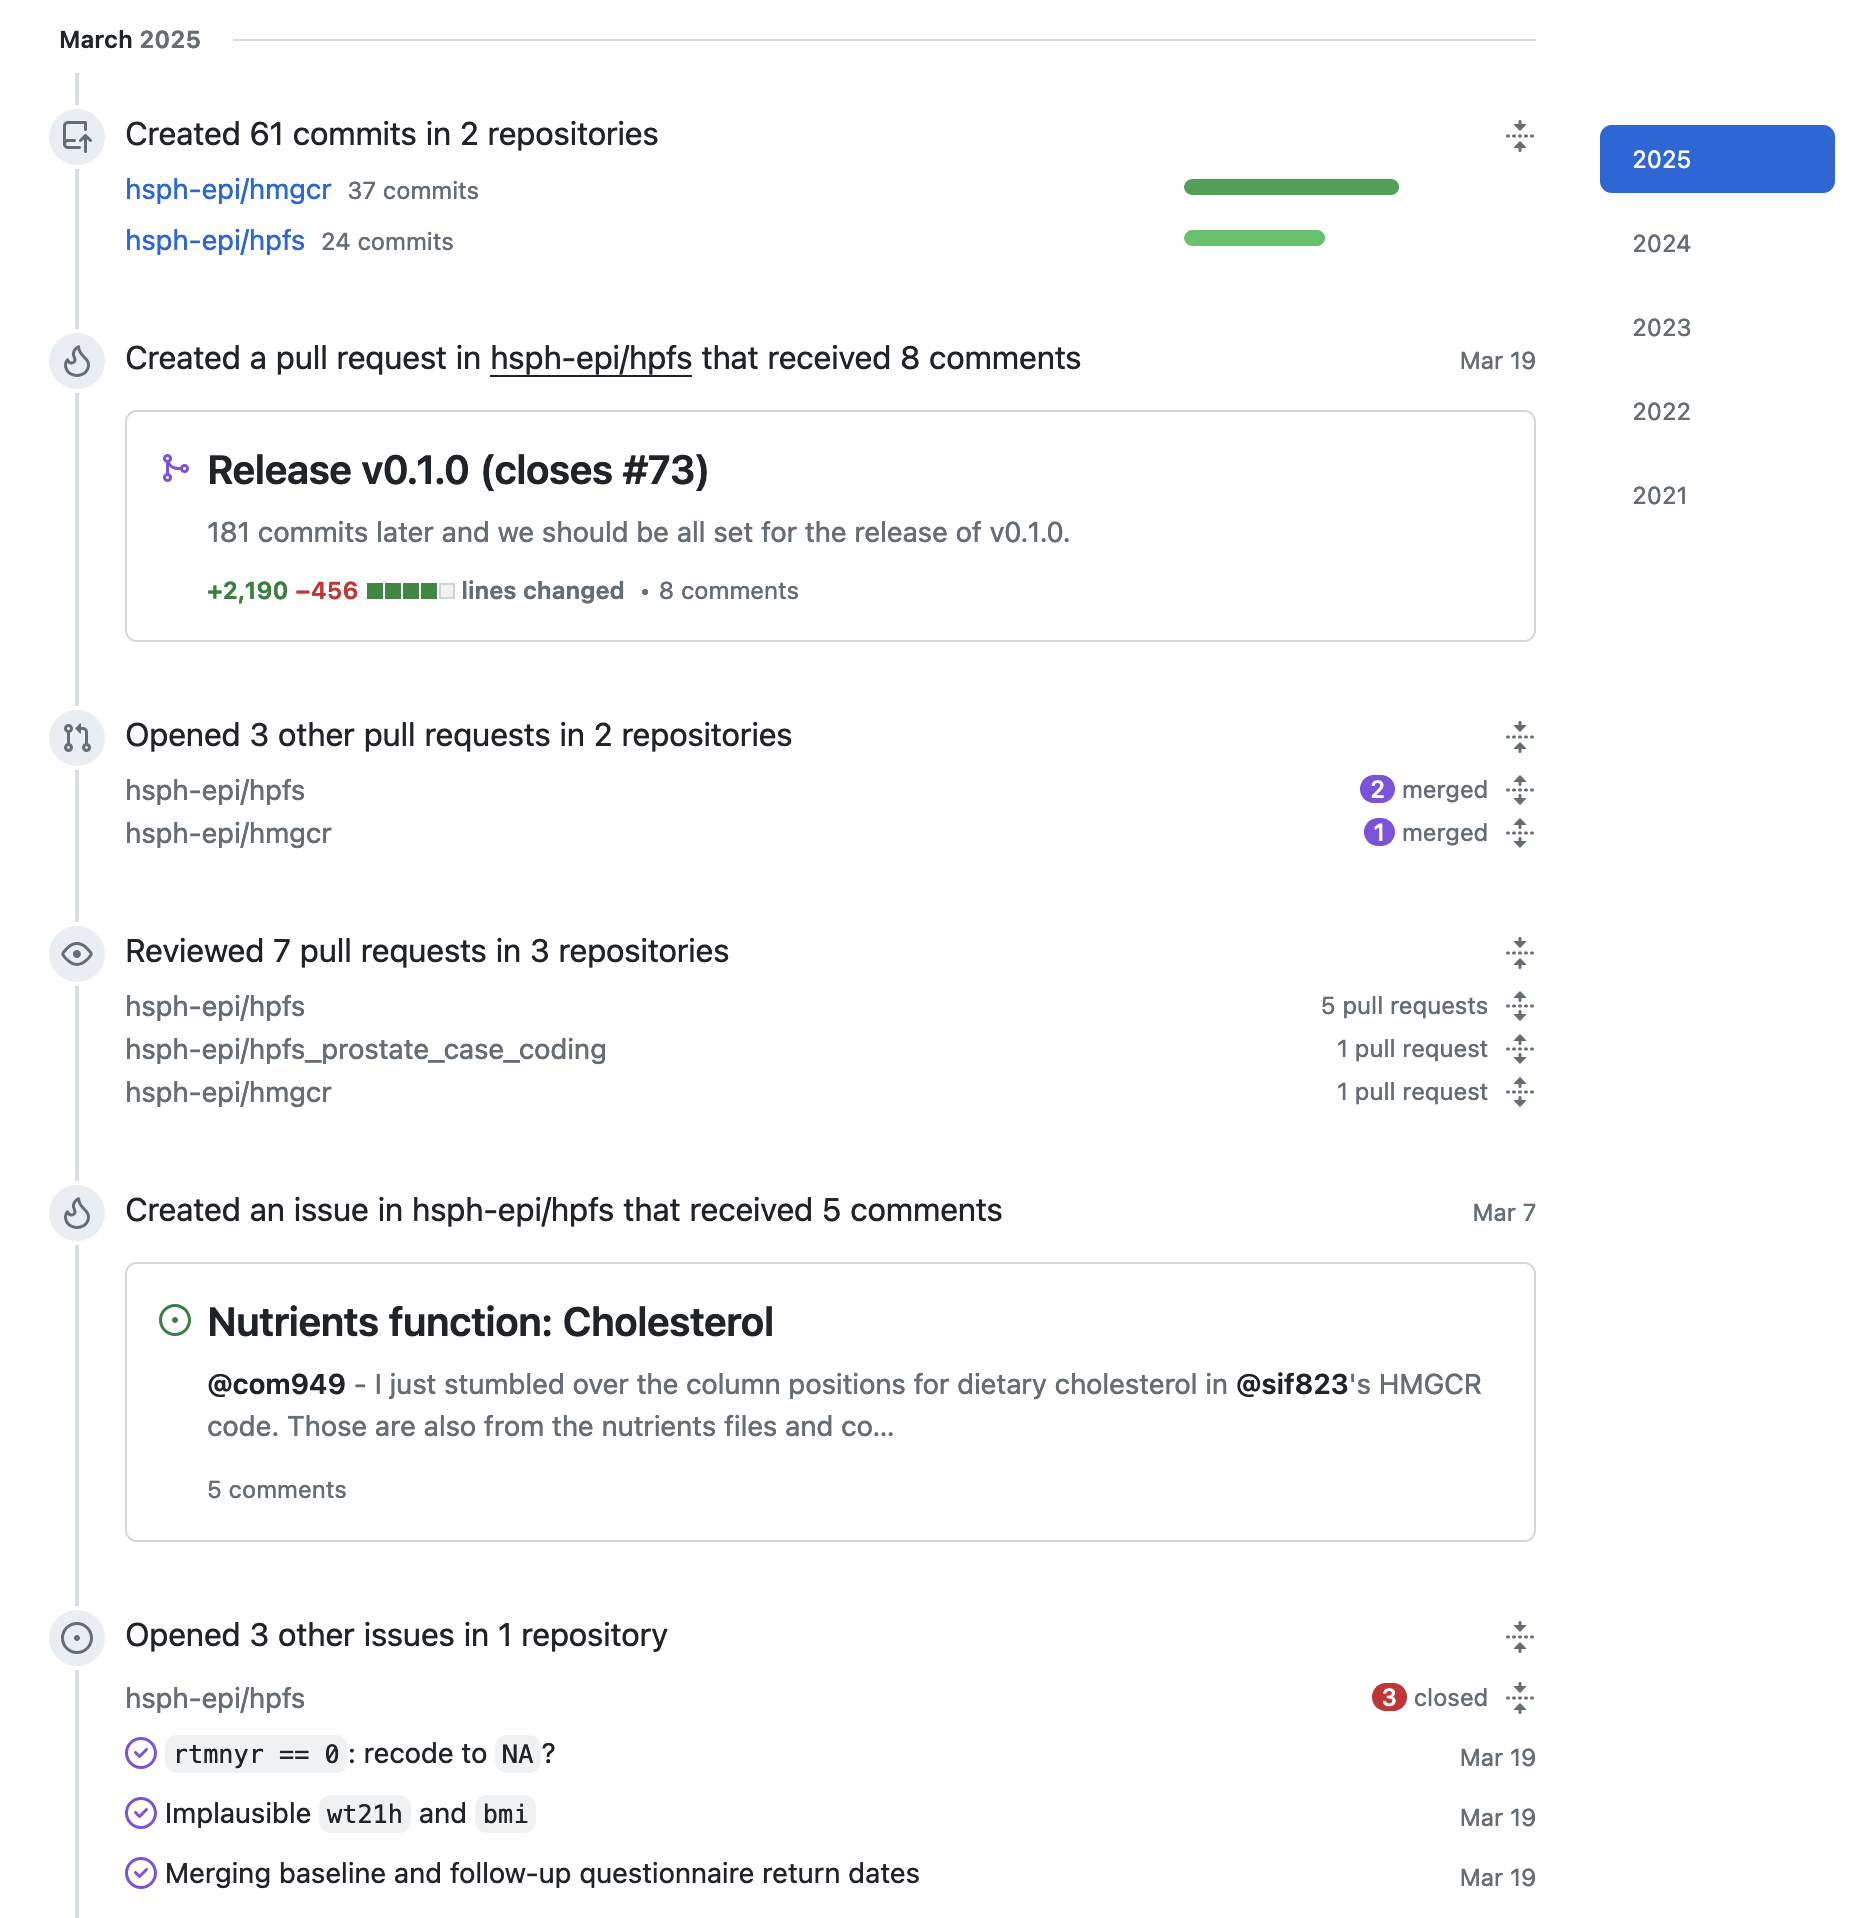 March 2025
Created 61 commits in 2 repositories
hsph-epi/hmgcr 37 commits
hsph-epi/hpfs 24 commits
Created a pull request in hsph-epi/hpfs that received 8 comments
Mar 19
Release v0.1.0 (closes #73)
181 commits later and we should be all set for the release of v0.1.0.
+2,190 −456 lines changed • 8 comments
Opened 3 other pull requests in 2 repositories
hsph-epi/hpfs 2 merged
hsph-epi/hmgcr 1 merged
Reviewed 7 pull requests in 3 repositories
hsph-epi/hpfs 5 pull requests
hsph-epi/hpfs_prostate_case_coding 1 pull request
hsph-epi/hmgcr 1 pull request
Created an issue in hsph-epi/hpfs that received 5 comments
Mar 7
Nutrients function: Cholesterol
@com949 - I just stumbled over the column positions for dietary cholesterol in @sif823's HMGCR
code. Those are also from the nutrients files and co...
5 comments
Opened 3 other issues in 1 repository
hsph-epi/hpfs 3 closed
rtmnyr == 0: recode to NA? Mar 19
Implausible wt21h and bmi Mar 19
Merging baseline and follow-up questionnaire return dates Mar 19
2025
2024
2023
2022
2021